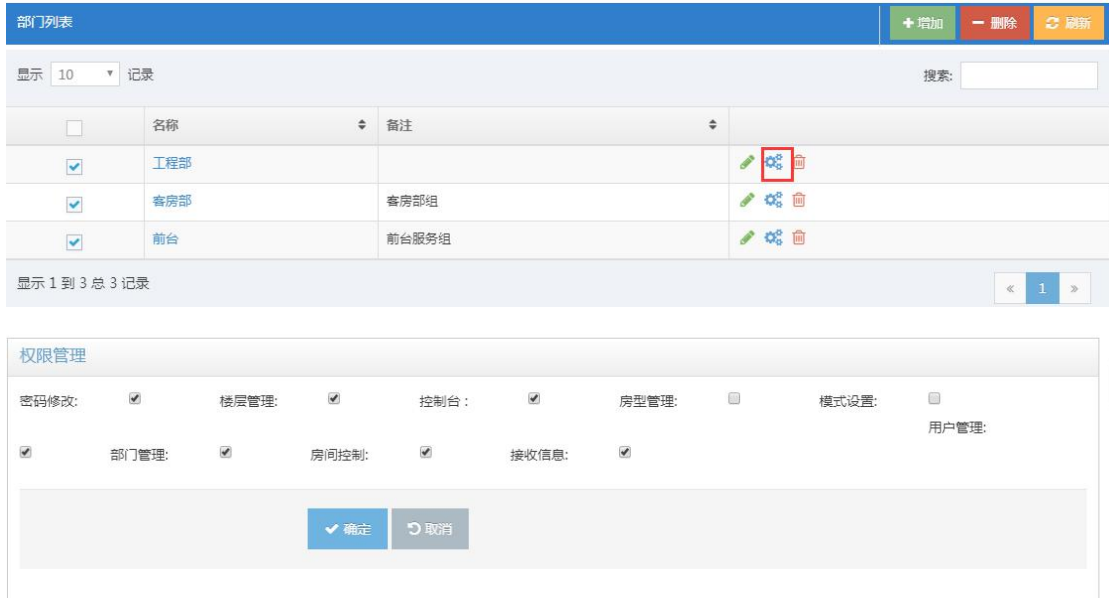 部门列表
增加 删除 刷新
显示 10 记录 搜索:
名称 备注
工程部
客房部 客房部组
前台 前台服务组
显示 1 到 3 总 3 记录
« 1 »
权限管理
密码修改: 楼层管理: 控制台 : 房型管理: 模式设置:
用户管理:
部门管理: 房间控制: 接收信息:
确定 取消